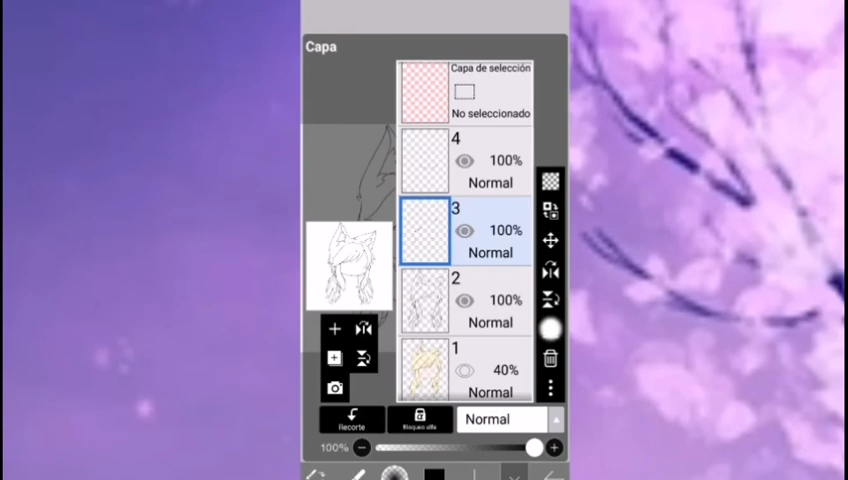 Capa
Capa de selección
No seleccionado
4
100%
Normal
3
100%
Normal
2
100%
Normal
1
40%
Normal
Recorte
Bloqueo alfa
Normal
100%